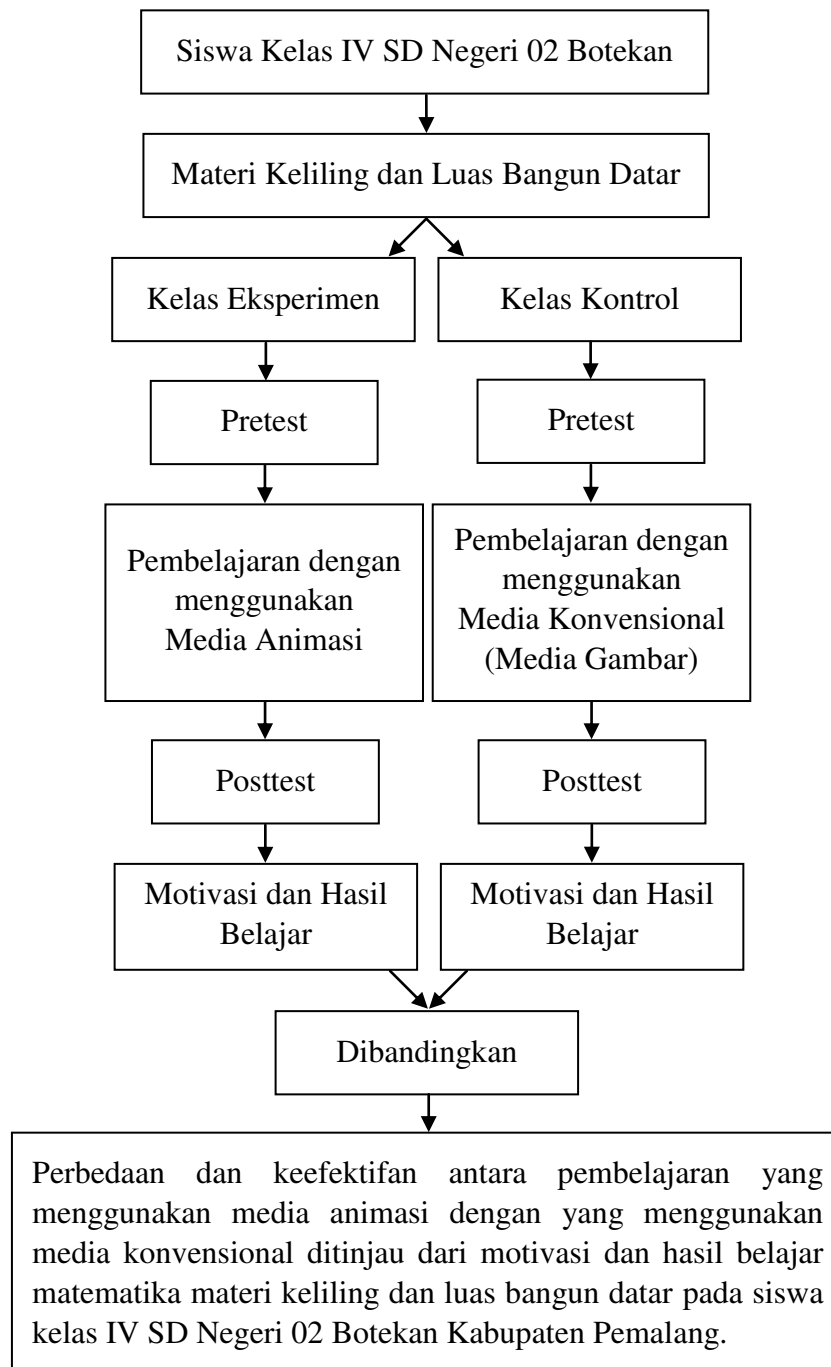 Siswa Kelas IV SD Negeri 02 Botekan
Materi Keliling dan Luas Bangun Datar
Kelas Eksperimen
Kelas Kontrol
Pretest
Pretest
Pembelajaran dengan
menggunakan
Media Animasi
Pembelajaran dengan
menggunakan
Media Konvensional
(Media Gambar)
Posttest
Posttest
Motivasi dan Hasil
Belajar
Motivasi dan Hasil
Belajar
Dibandingkan
Perbedaan dan keefektifan antara pembelajaran yang
menggunakan media animasi dengan yang menggunakan
media konvensional ditinjau dari motivasi dan hasil belajar
matematika materi keliling dan luas bangun datar pada siswa
kelas IV SD Negeri 02 Botekan Kabupaten Pemalang.